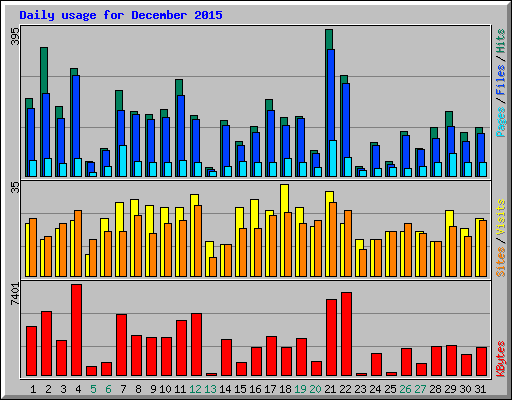 Daily usage for December 2015
395
Pages / Files / Hits
35
Sites / Visits
7401
KBytes
1 2 3 4 5 6 7 8 9 10 11 12 13 14 15 16 17 18 19 20 21 22 23 24 25 26 27 28 29 30 31